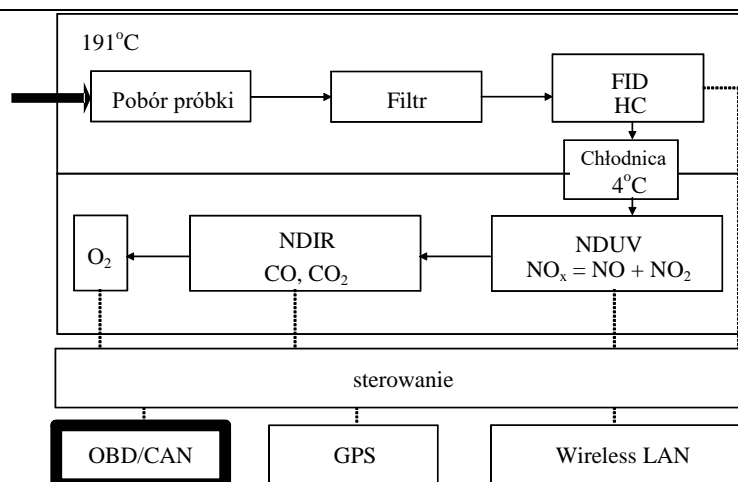 191°C
Pobór próbki
Filtr
FID
HC
Chłodnica
4°C
O₂
NDIR
CO, CO₂
NDUV
NOₓ = NO + NO₂
sterowanie
OBD/CAN
GPS
Wireless LAN